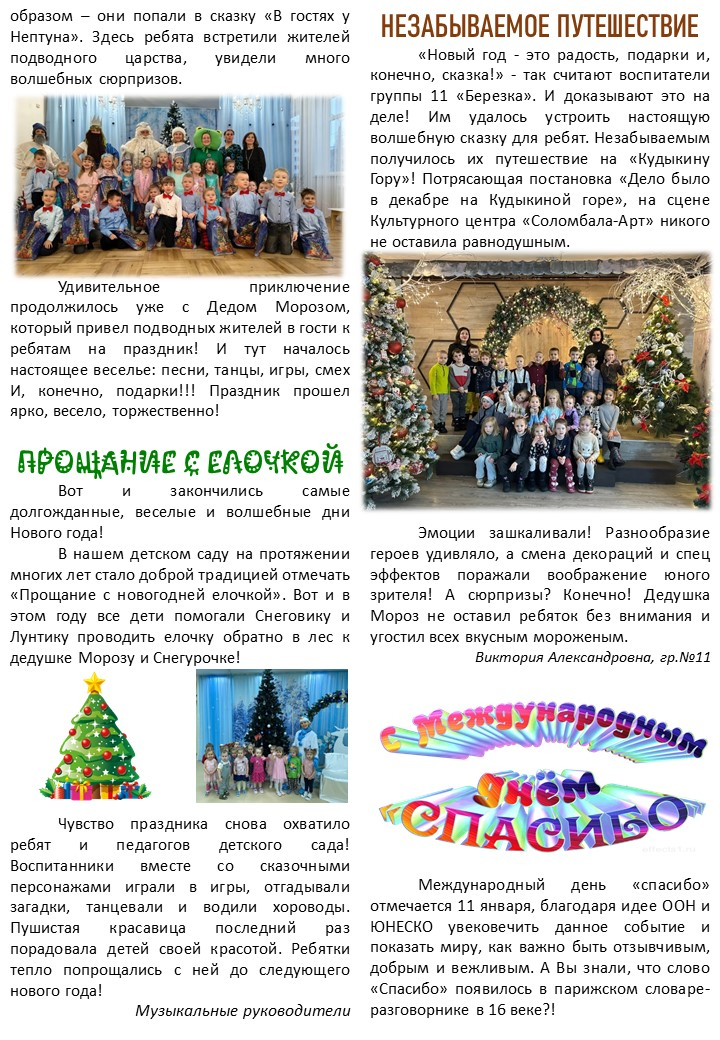 образом – они попали в сказку «В гостях у
Нептуна». Здесь ребята встретили жителей
подводного царства, увидели много
волшебных сюрпризов.
Удивительное приключение
продолжилось уже с Дедом Морозом,
который привел подводных жителей в гости к
ребятам на праздник! И тут началось
настоящее веселье: песни, танцы, игры, смех
И, конечно, подарки!!! Праздник прошел
ярко, весело, торжественно!
ПРОЩАНИЕ С ЕЛОЧКОЙ
Вот и закончились самые
долгожданные, веселые и волшебные дни
Нового года!
В нашем детском саду на протяжении
многих лет стало доброй традицией отмечать
«Прощание с новогодней елочкой». Вот и в
этом году все дети помогали Снеговику и
Лунтику проводить елочку обратно в лес к
дедушке Морозу и Снегурочке!
Чувство праздника снова охватило
ребят и педагогов детского сада!
Воспитанники вместе со сказочными
персонажами играли в игры, отгадывали
загадки, танцевали и водили хороводы.
Пушистая красавица последний раз
порадовала детей своей красотой. Ребятки
тепло попрощались с ней до следующего
нового года!
Музыкальные руководители
НЕЗАБЫВАЕМОЕ ПУТЕШЕСТВИЕ
«Новый год - это радость, подарки и,
конечно, сказка!» - так считают воспитатели
группы 11 «Березка». И доказывают это на
деле! Им удалось устроить настоящую
волшебную сказку для ребят. Незабываемым
получилось их путешествие на «Кудыкину
Гору»! Потрясающая постановка «Дело было
в декабре на Кудыкиной горе», на сцене
Культурного центра «Соломбала-Арт» никого
не оставила равнодушным.
Эмоции зашкаливали! Разнообразие
героев удивляло, а смена декораций и спец
эффектов поражали воображение юного
зрителя! А сюрпризы? Конечно! Дедушка
Мороз не оставил ребяток без внимания и
угостил всех вкусным мороженым.
Виктория Александровна, гр.№11
С Международным
днём
"СПАСИБО"
Международный день «спасибо»
отмечается 11 января, благодаря идее ООН и
ЮНЕСКО увековечить данное событие и
показать миру, как важно быть отзывчивым,
добрым и вежливым. А Вы знали, что слово
«Спасибо» появилось в парижском словаре-
разговорнике в 16 веке?!